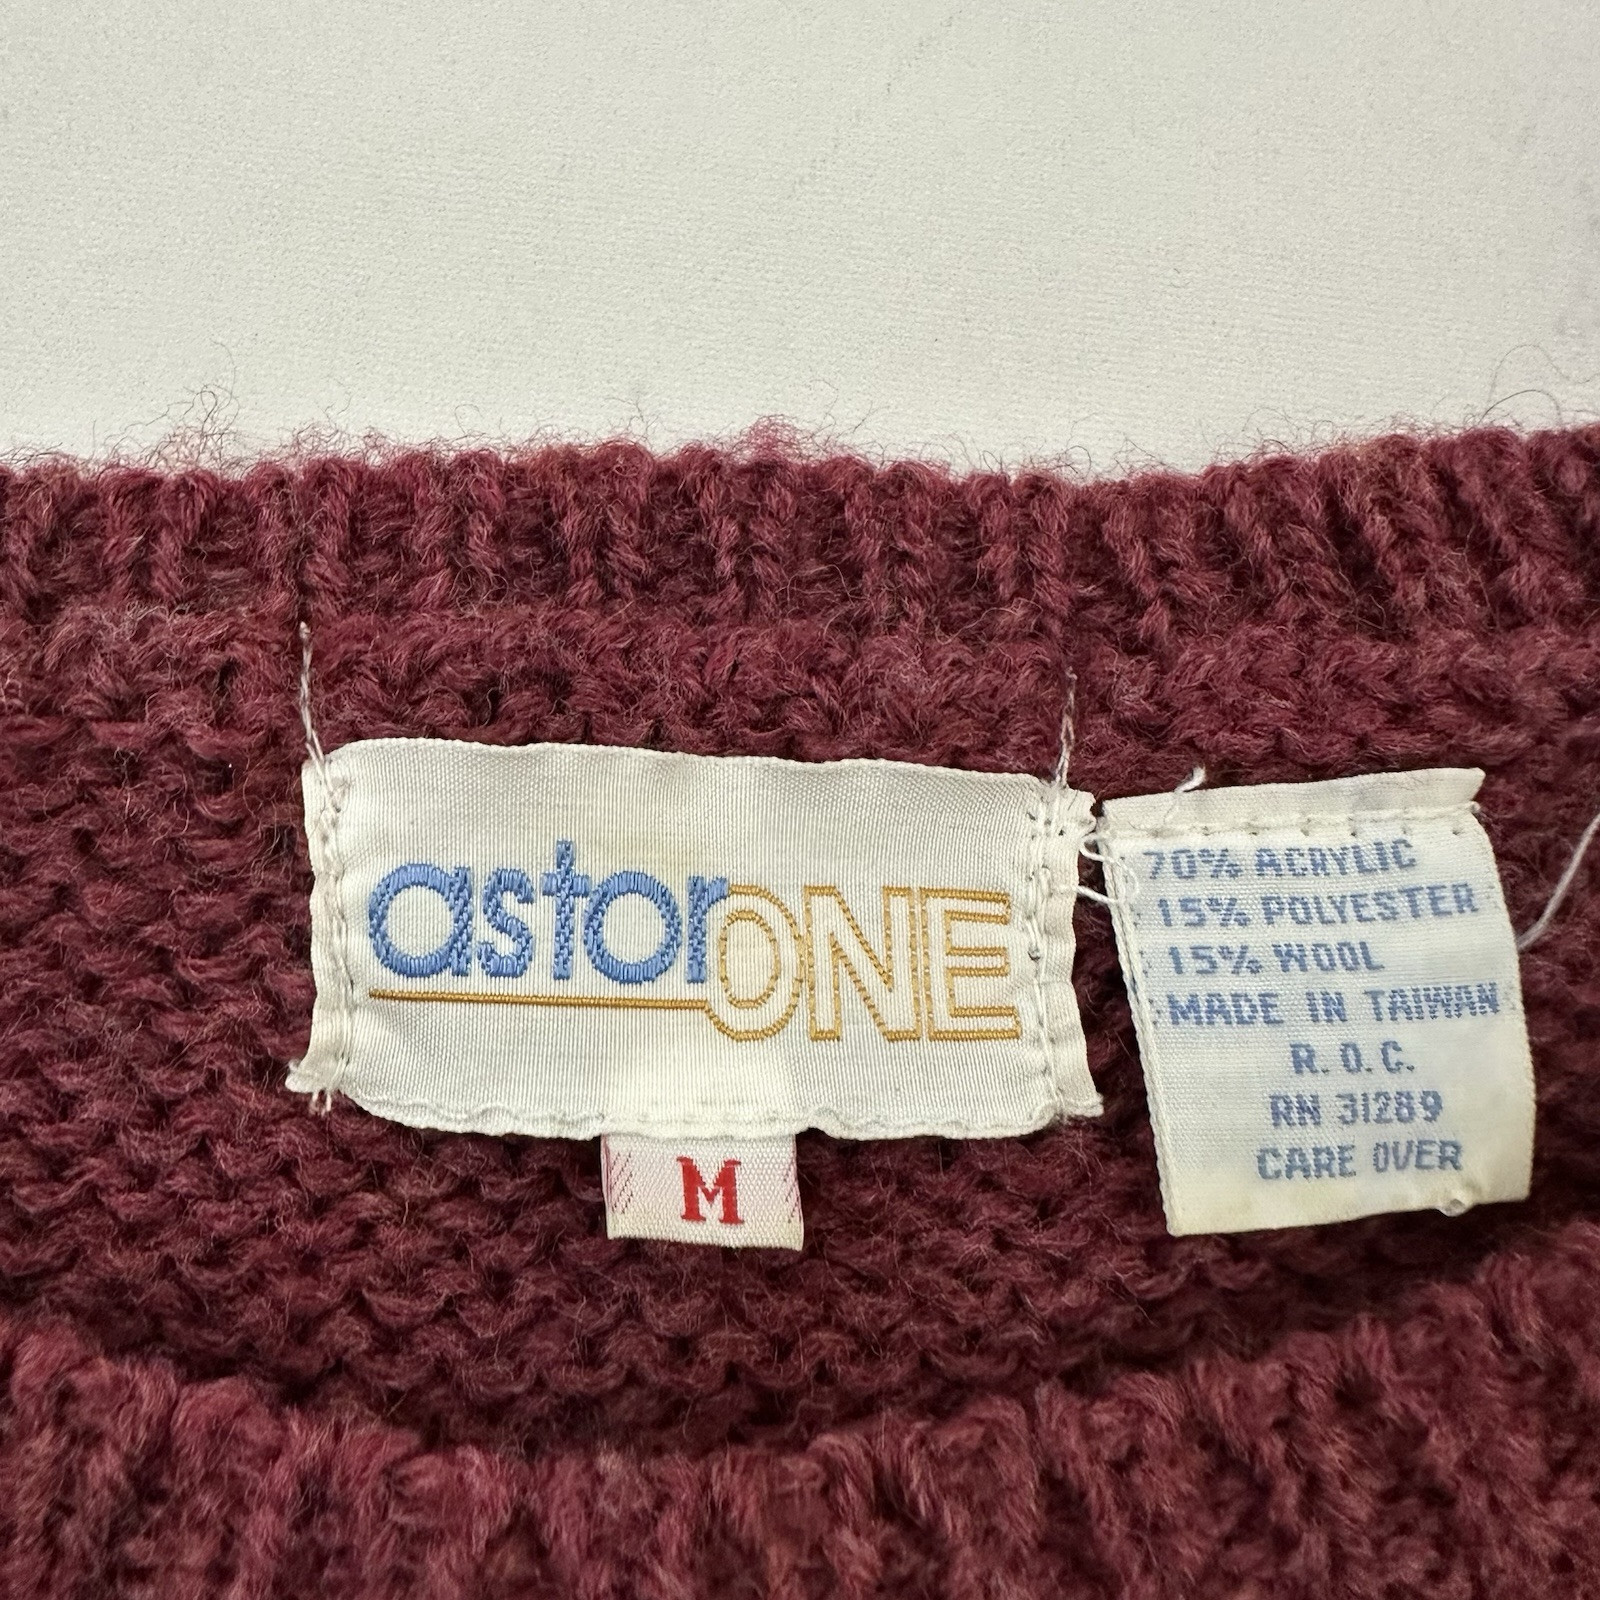 astorONE
M
70% ACRYLIC
15% POLYESTER
15% WOOL
MADE IN TAIWAN
R.O.C.
RN 31289
CARE OVER